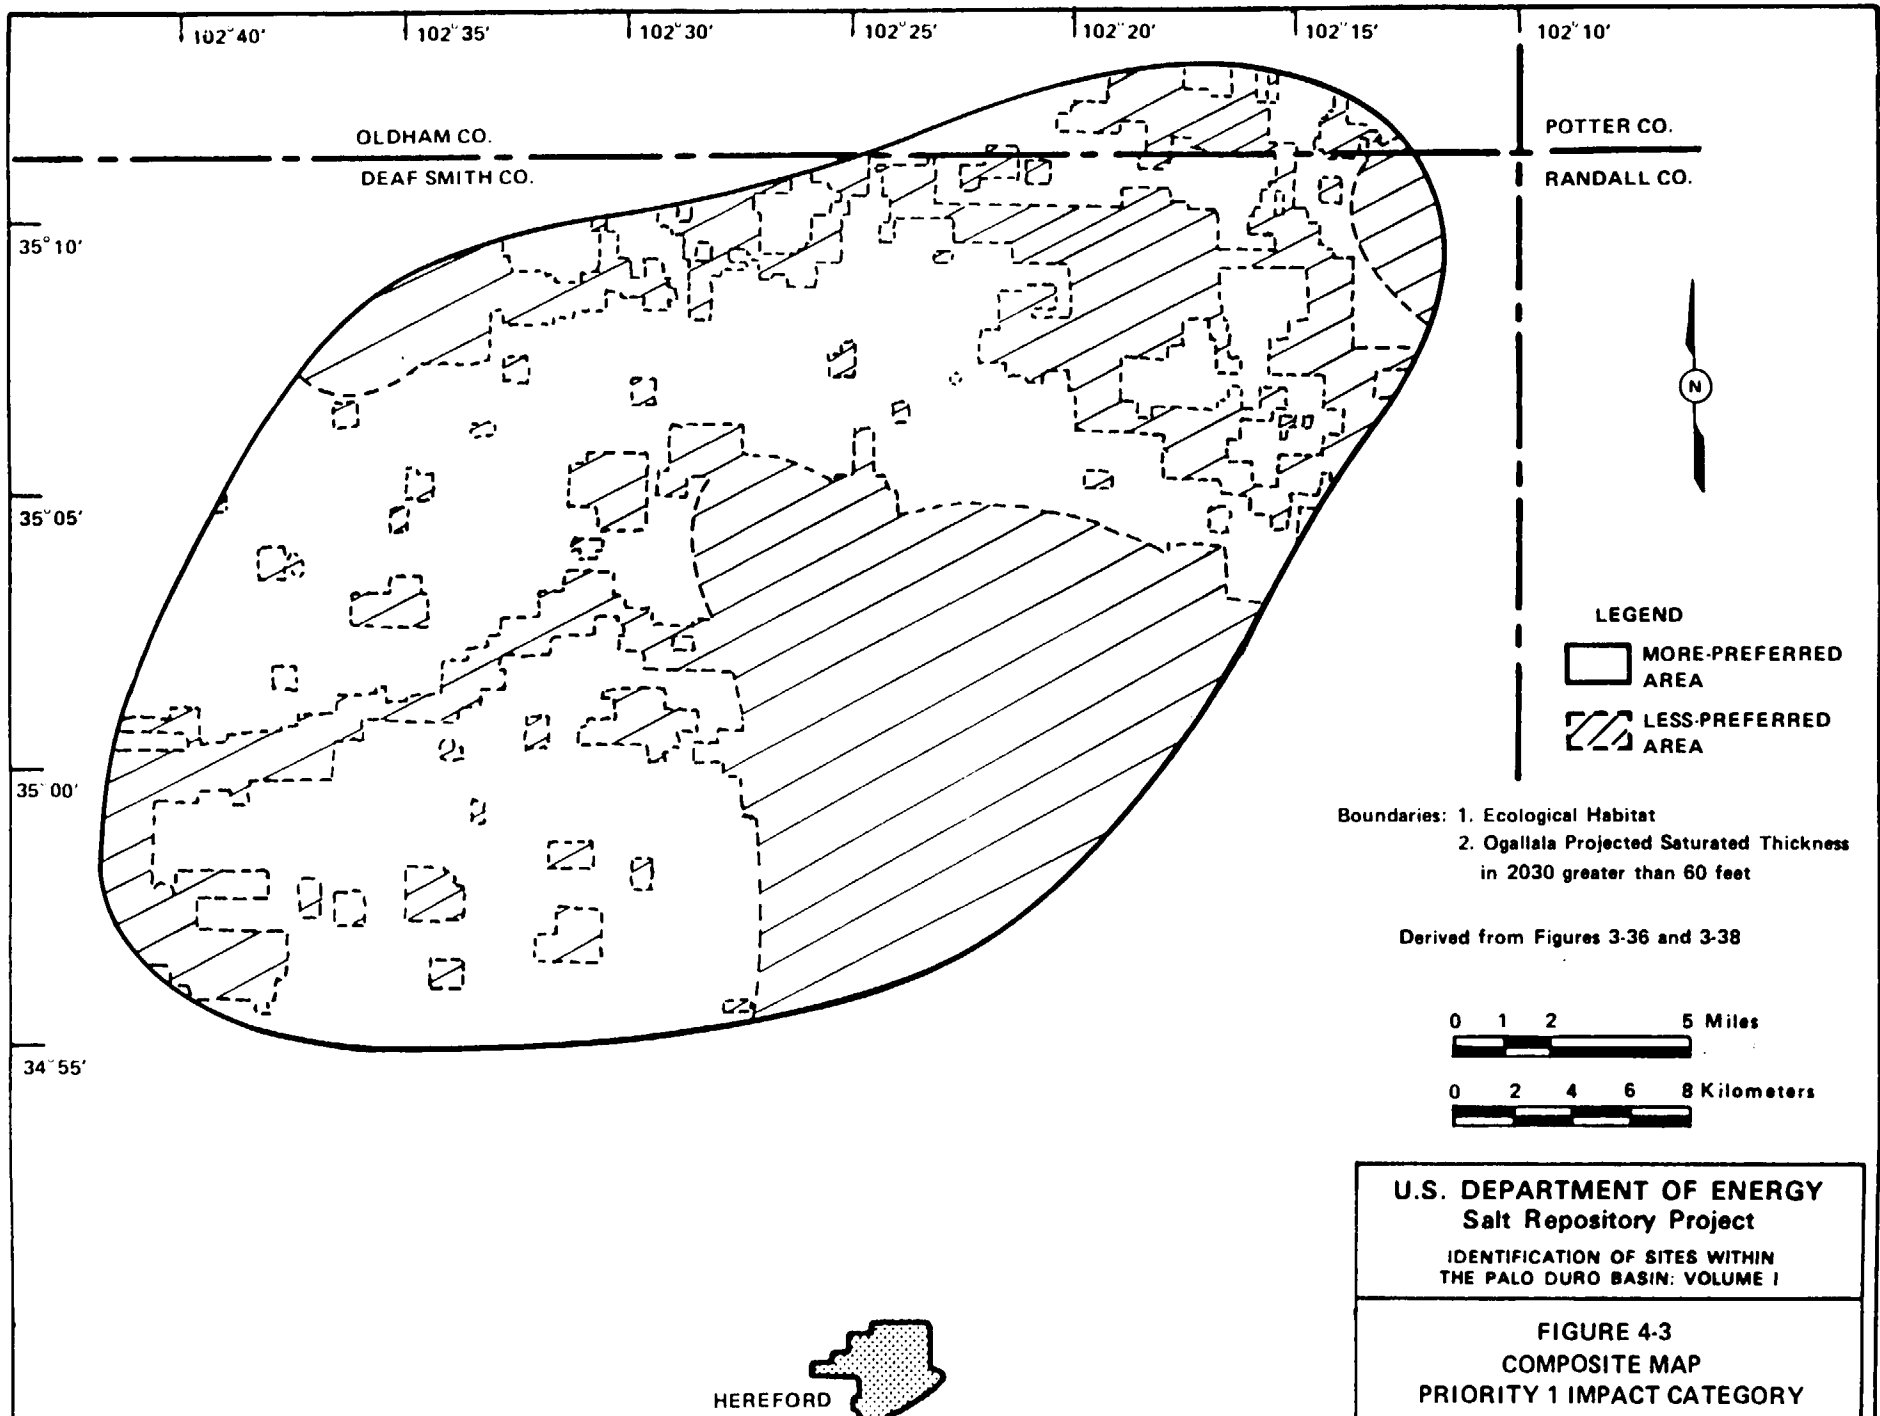 102°40' 102°35' 102°30' 102°25' 102°20' 102°15' 102°10'
OLDHAM CO.
DEAF SMITH CO.
POTTER CO.
RANDALL CO.
35°10'
35°05'
35°00'
34°55'
N
LEGEND
MORE-PREFERRED
AREA
LESS-PREFERRED
AREA
Boundaries: 1. Ecological Habitat
2. Ogallala Projected Saturated Thickness
in 2030 greater than 60 feet
Derived from Figures 3-36 and 3-38
0 1 2 5 Miles
0 2 4 6 8 Kilometers
U.S. DEPARTMENT OF ENERGY
Salt Repository Project
IDENTIFICATION OF SITES WITHIN
THE PALO DURO BASIN: VOLUME I
FIGURE 4-3
COMPOSITE MAP
PRIORITY 1 IMPACT CATEGORY
HEREFORD